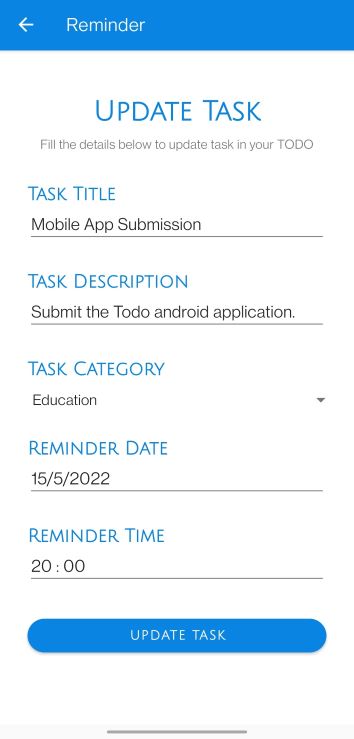 Reminder
Update Task
Fill the details below to update task in your TODO
Task Title
Mobile App Submission
Task Description
Submit the Todo android application.
Task Category
Education
Reminder Date
15/5/2022
Reminder Time
20 : 00
UPDATE TASK